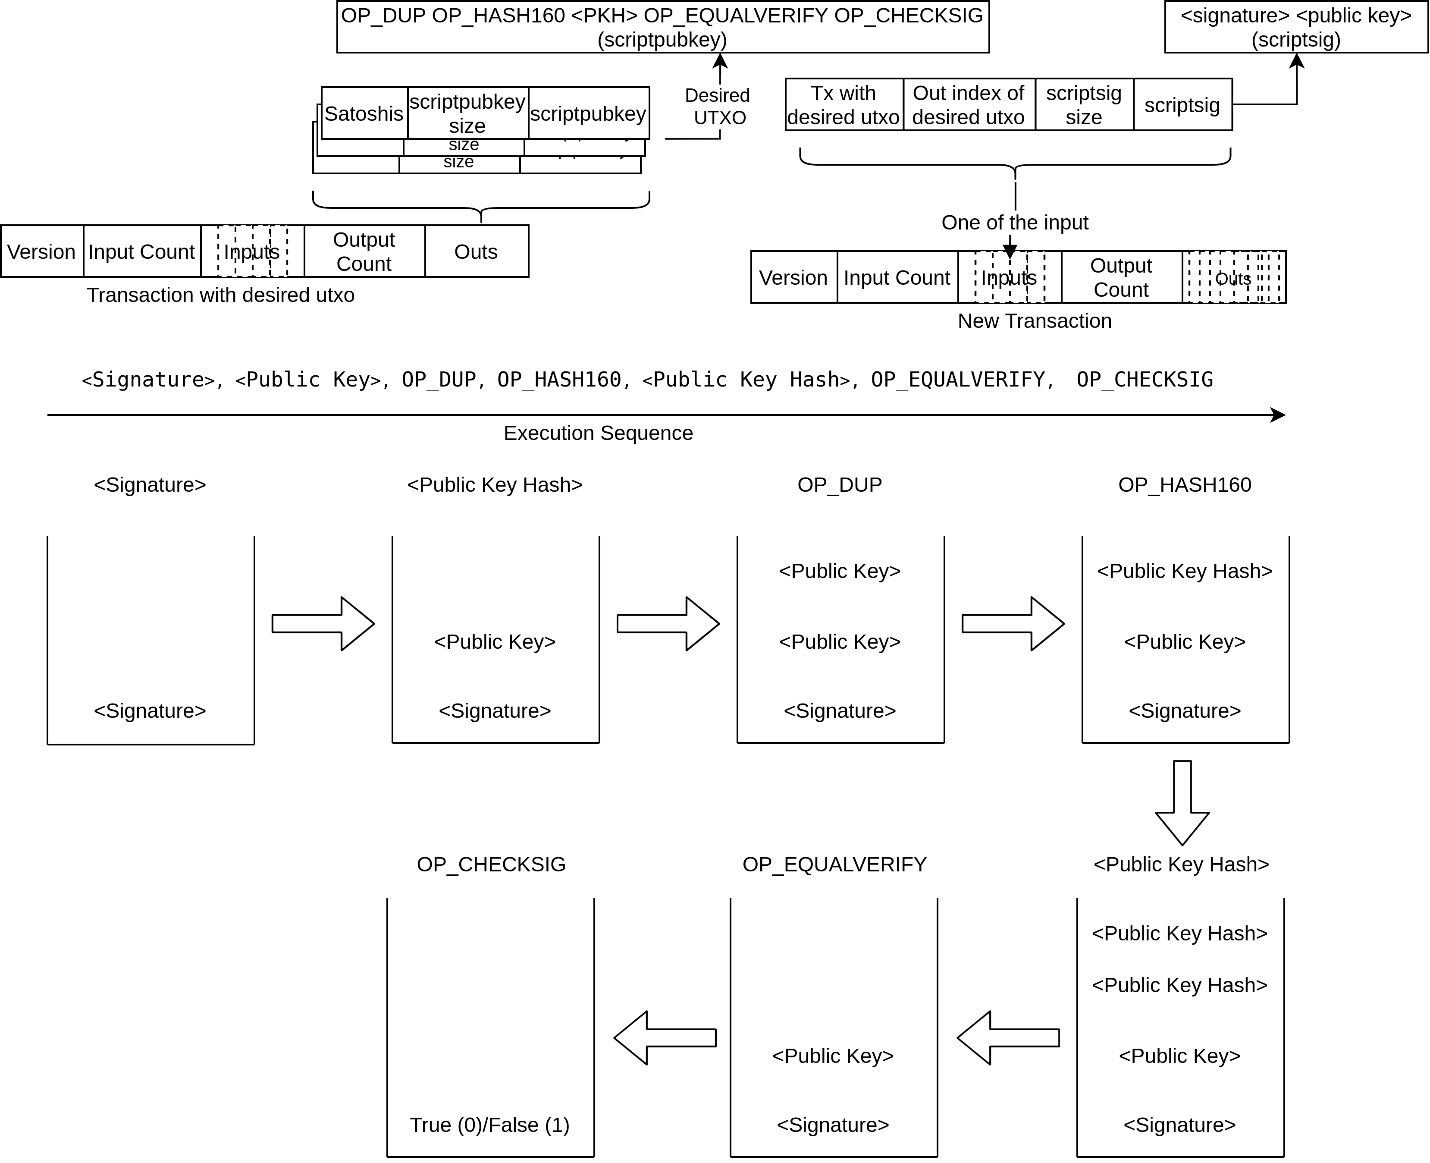 OP_DUP OP_HASH160 <PKH> OP_EQUALVERIFY OP_CHECKSIG
(scriptpubkey)
<signature> <public key>
(scriptsig)
Satoshis
scriptpubkey
size
scriptpubkey
size
size
Desired
UTXO
Tx with
desired utxo
Out index of
desired utxo
scriptsig
size
scriptsig
One of the input
Version
Input Count
Inputs
Output
Count
Outs
Transaction with desired utxo
Version
Input Count
Inputs
Output
Count
Outs
New Transaction
<Signature>, <Public Key>, OP_DUP, OP_HASH160, <Public Key Hash>, OP_EQUALVERIFY, OP_CHECKSIG
Execution Sequence
<Signature>
<Signature>
<Public Key Hash>
<Public Key>
<Signature>
OP_DUP
<Public Key>
<Public Key>
<Signature>
OP_HASH160
<Public Key Hash>
<Public Key>
<Signature>
<Public Key Hash>
<Public Key Hash>
<Public Key Hash>
<Public Key>
<Signature>
OP_EQUALVERIFY
<Public Key>
<Signature>
OP_CHECKSIG
True (0)/False (1)